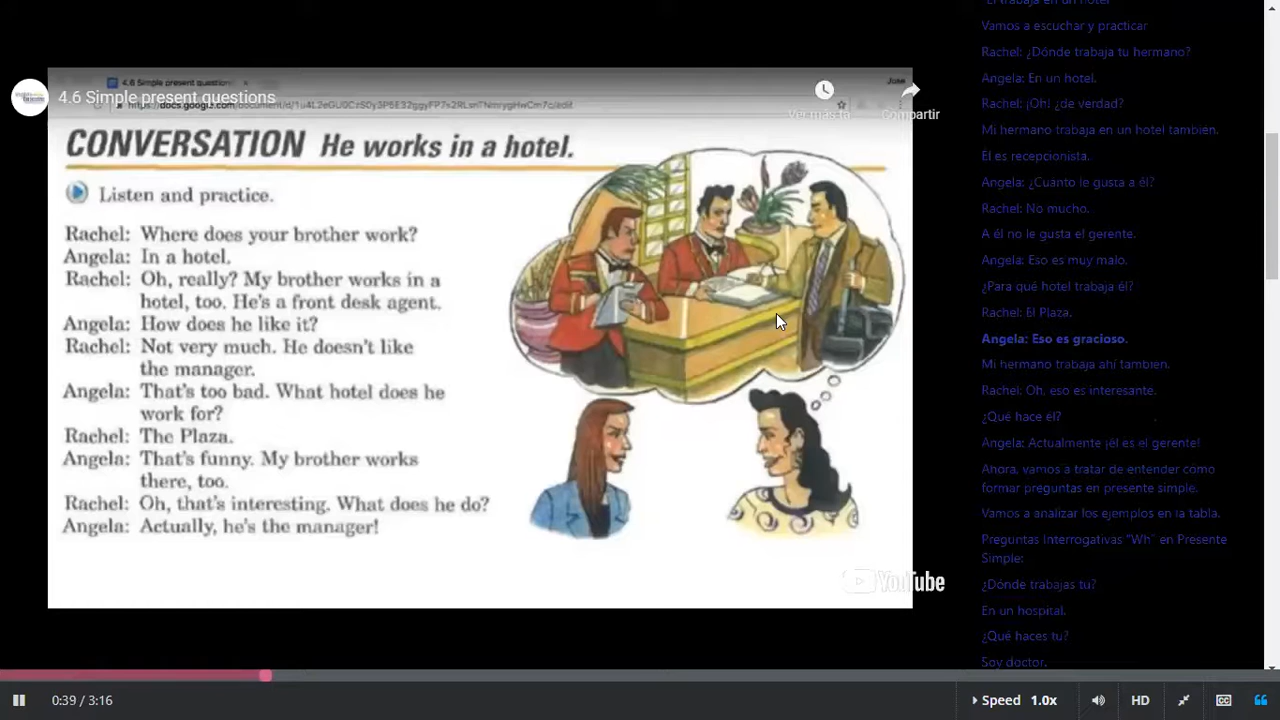 4.6 Simple present question
June
4.6 Simple present questions
Ver más ta
Compartir
CONVERSATION He works in a hotel.
Listen and practice.
Rachel: Where does your brother work?
Angela: In a hotel.
Rachel: Oh, really? My brother works in a
hotel, too. He's a front desk agent.
Angela: How does he like it?
Rachel: Not very much. He doesn't like
the manager.
Angela: That's too bad. What hotel does he
work for?
Rachel: The Plaza.
Angela: That's funny. My brother works
there, too.
Rachel: Oh, that's interesting. What does he do?
Angela: Actually, he's the manager!
YouTube
Vamos a escuchar y practicar
Rachel: ¿Dónde trabaja tu hermano?
Angela: En un hotel.
Rachel: ¡Oh! ¿de verdad?
Mi hermano trabaja en un hotel también.
El es recepcionista.
Angela: ¿Cuanto le gusta a él?
Rachel: No mucho.
A él no le gusta el gerente.
Angela: Eso es muy malo.
¿Para qué hotel trabaja él?
Rachel: El Plaza.
Angela: Eso es gracioso.
Mi hermano trabaja ahí también.
Rachel: Oh, eso es interesante.
¿Qué hace él?
Angela: Actualmente ¡él es el gerente!
Ahora, vamos a tratar de entender como
formar preguntas en presente simple.
Vamos a analizar los ejemplos en la tabla.
Preguntas Interrogativas "Wh" en Presente
Simple:
¿Dónde trabajas tu?
En un hospital.
¿Qué haces tu?
Soy doctor.
0:39 / 3:16
Speed 1.0x
HD
CC